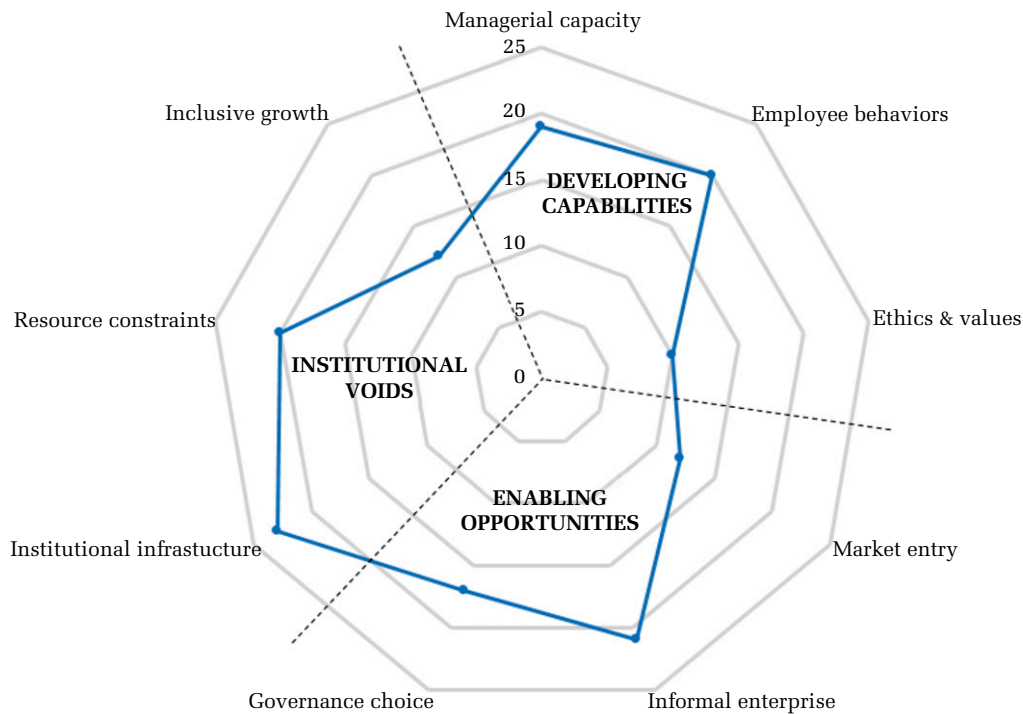 Managerial capacity
25
Inclusive growth
Employee behaviors
20
15
DEVELOPING
CAPABILITIES
10
5
Resource constraints
Ethics & values
INSTITUTIONAL
VOIDS
0
ENABLING
OPPORTUNITIES
Institutional infrastucture
Market entry
Governance choice
Informal enterprise